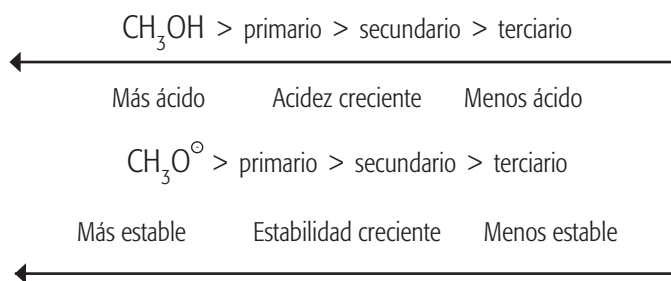 CH₃OH > primario > secundario > terciario
Más ácido Acidez creciente Menos ácido
CH₃O⊖ > primario > secundario > terciario
Más estable Estabilidad creciente Menos estable